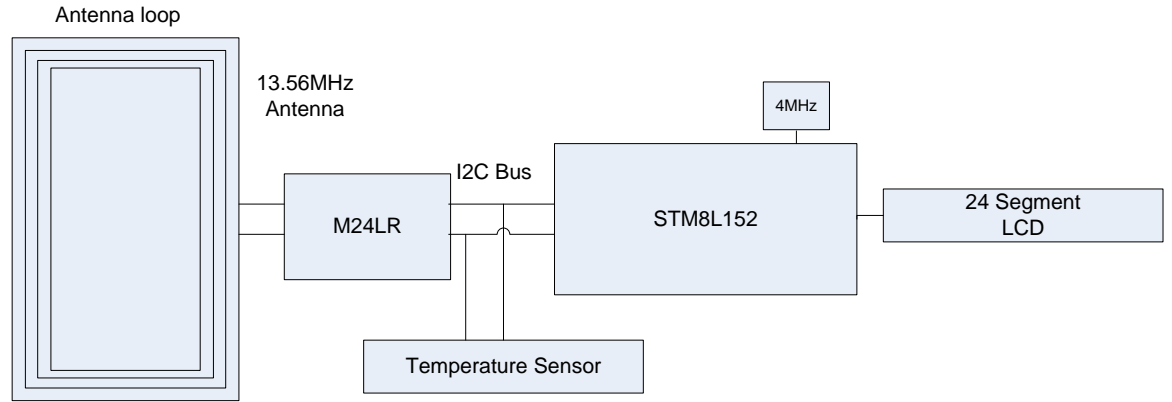 Antenna loop
13.56MHz
Antenna
4MHz
I2C Bus
M24LR
STM8L152
24 Segment
LCD
Temperature Sensor